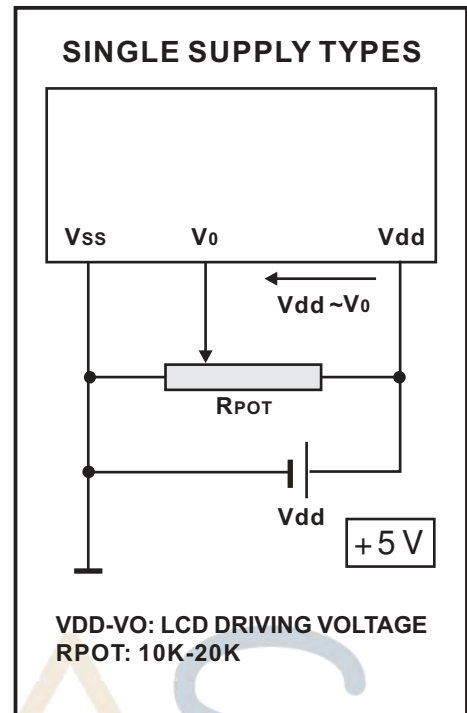 SINGLE SUPPLY TYPES
Vss V0 Vdd
Vdd ~V0
RPOT
Vdd
+5 V
VDD-VO: LCD DRIVING VOLTAGE
RPOT: 10K-20K